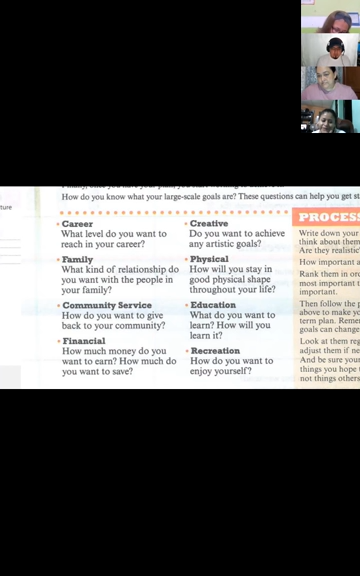 How do you know what your large-scale goals are? These questions can help you get st
ture
Career
What level do you want to
reach in your career?
Family
What kind of relationship do
you want with the people in
your family?
Community Service
How do you want to give
back to your community?
Financial
How much money do you
want to earn? How much do
you want to save?
Creative
Do you want to achieve
any artistic goals?
Physical
How will you stay in
good physical shape
throughout your life?
Education
What do you want to
learn? How will you
learn it?
Recreation
How do you want to
enjoy yourself?
PROCESS
Write down your
think about them
Are they realistic
How important a
Rank them in ord
most important t
important.
Then follow the p
above to make yo
term plan. Remem
goals can change
Look at them reg
adjust them if ne
And be sure your
things you hope t
not things others